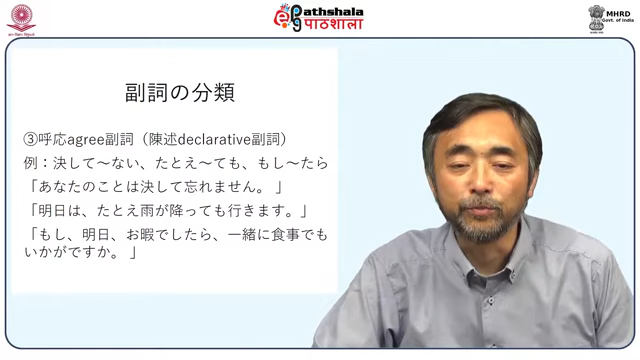 Pathshala
पाठशाला
MHRD
Govt. of India
副詞の分類
③呼応agree副詞（陳述declarative副詞）
例：決して～ない、たとえ～ても、もし～たら
「あなたのことは決して忘れません。」
「明日は、たとえ雨が降っても行きます。」
「もし、明日、お暇でしたら、一緒に食事でも
いかがですか。」